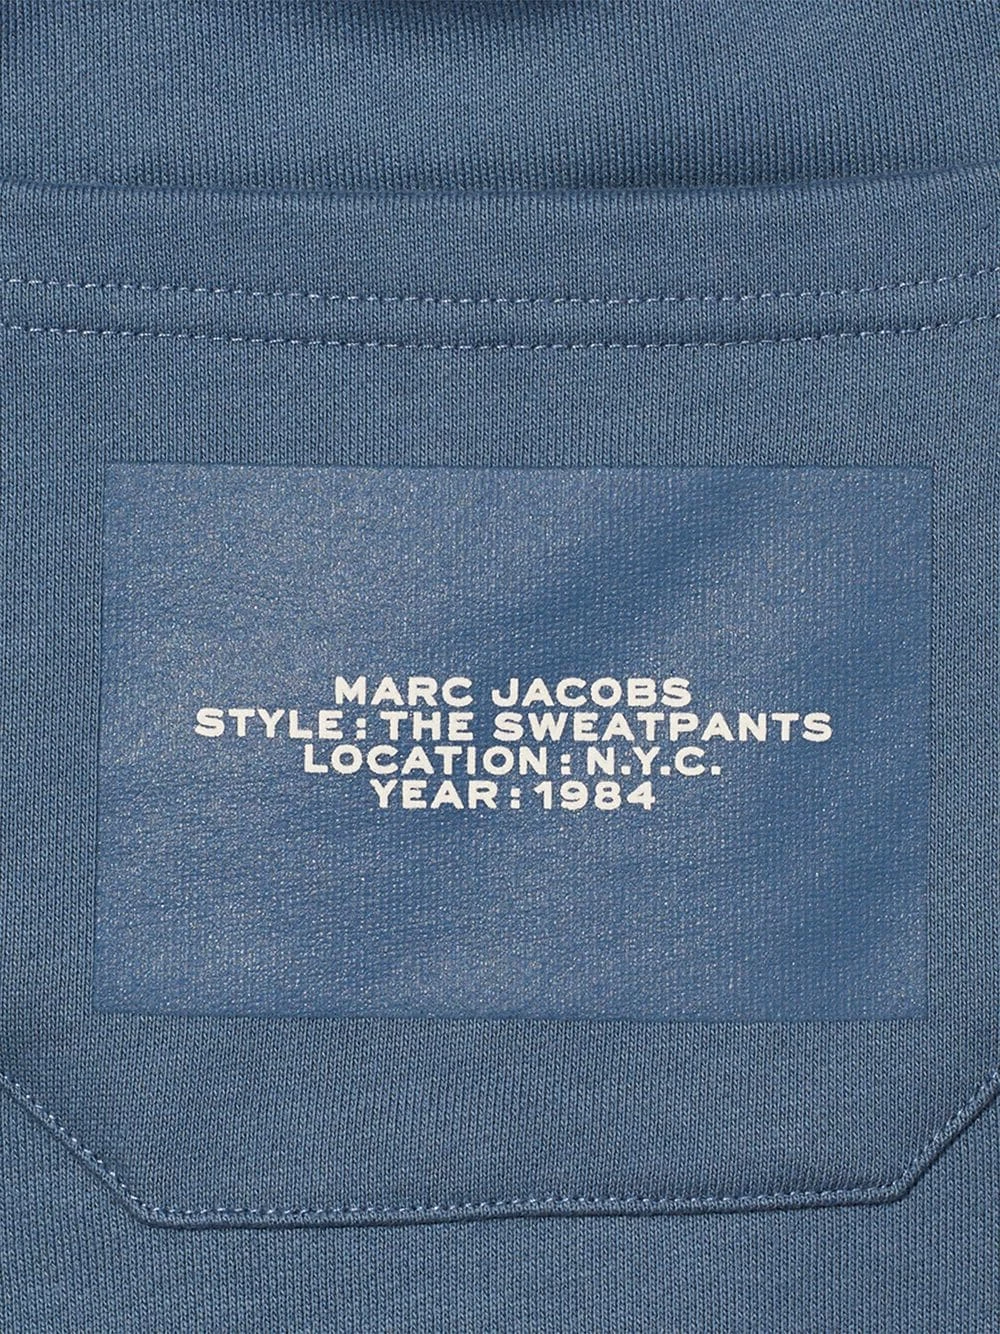 MARC JACOBS
STYLE: THE SWEATPANTS
LOCATION: N.Y.C.
YEAR: 1984